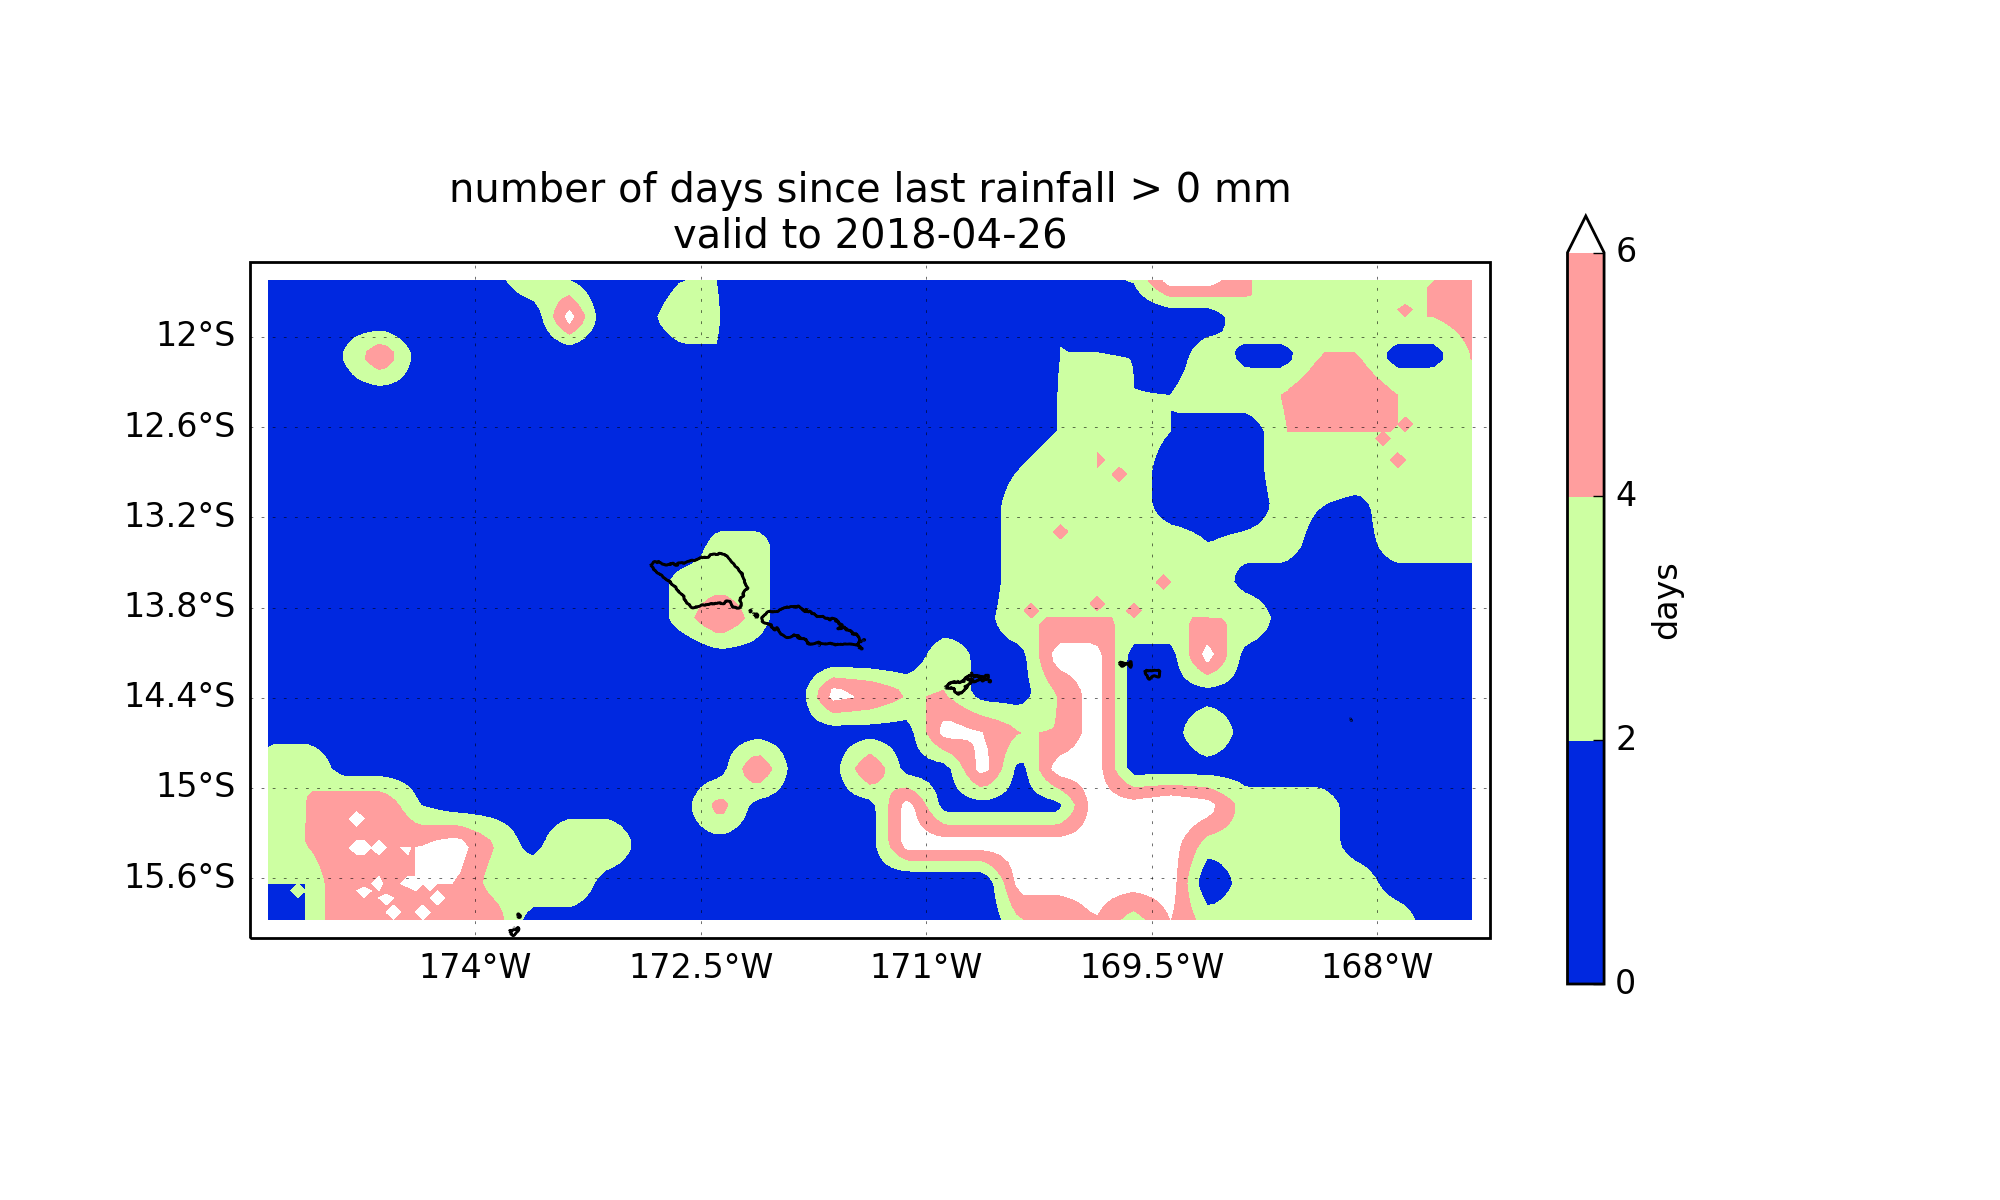 number of days since last rainfall > 0 mm
valid to 2018-04-26
12°S
12.6°S
13.2°S
13.8°S
14.4°S
15°S
15.6°S
174°W
172.5°W
171°W
169.5°W
168°W
6
4
2
0
days